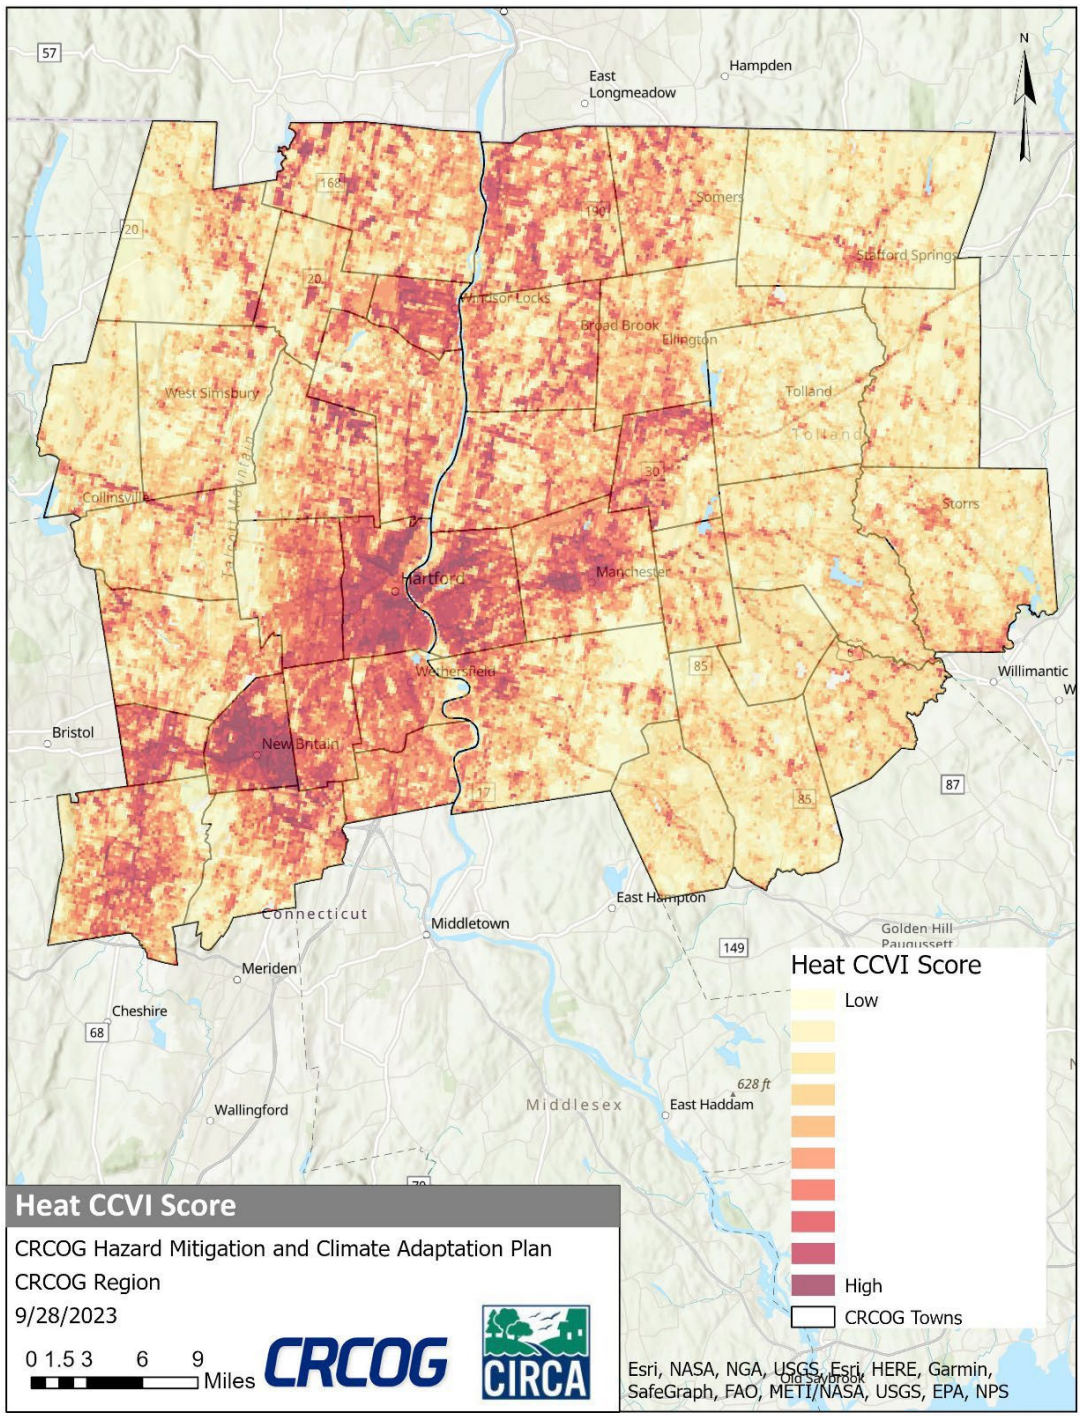 57
N
Hampden
East
Longmeadow
168
190
Somers
20
Stafford Springs
20
Windsor Locks
Broad Brook
Ellington
West Simsbury
Tolland
Tolland
Talcott Mountain
30
Collinsville
Storrs
Hartford
Manchester
6
Wethersfield
85
Willimantic
W
Bristol
New Britain
87
17
85
East Hampton
Connecticut
Middletown
Golden Hill
Paugussett
149
Meriden
Cheshire
68
628 ft
Wallingford
Middlesex
East Haddam
N
Heat CCVI Score
Low
High
CRCOG Towns
Heat CCVI Score
CRCOG Hazard Mitigation and Climate Adaptation Plan
CRCOG Region
9/28/2023
0 1.5 3 6 9
Miles
CRCOG
CIRCA
Old Saybrook
Esri, NASA, NGA, USGS, Esri, HERE, Garmin,
SafeGraph, FAO, METI/NASA, USGS, EPA, NPS